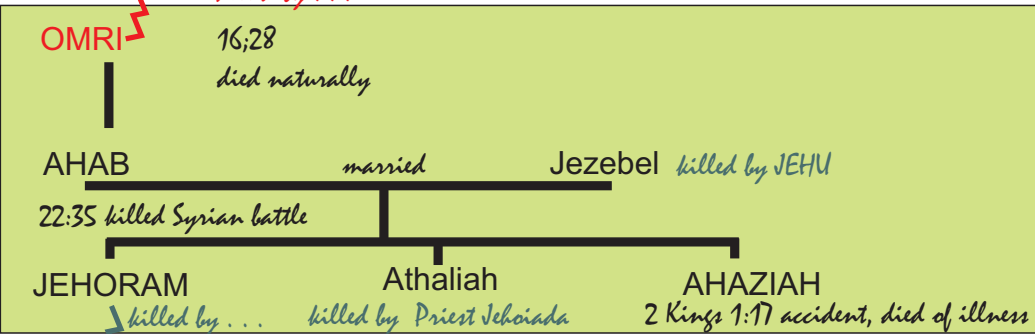 OMRI 16;28
died naturally
AHAB married Jezebel killed by JEHU
22:35 killed Syrian battle
JEHORAM Athaliah AHAZIAH
killed by . . . killed by Priest Jehoiada 2 Kings 1:17 accident, died of illness